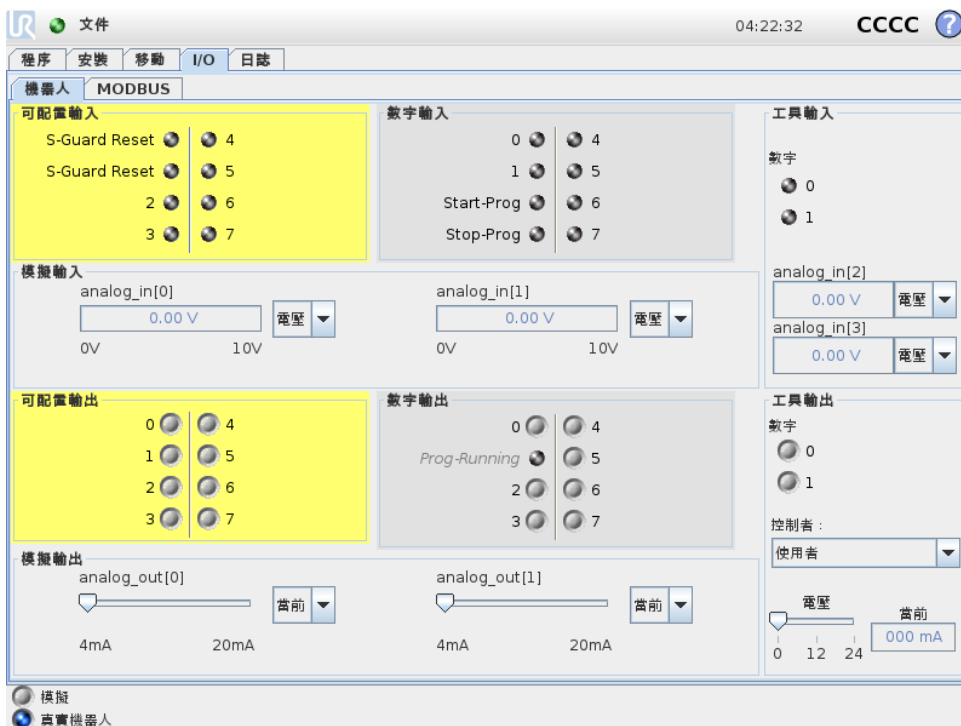 UR 文件 04:22:32 CCCC ?
程序 安裝 移動 I/O 日誌
機器人 MODBUS
可配置輸入
S-Guard Reset 4
S-Guard Reset 5
2 6
3 7
數字輸入
0 4
1 5
Start-Prog 6
Stop-Prog 7
工具輸入
數字
0
1
模擬輸入
analog_in[0]
0.00 V 電壓
0V 10V
analog_in[1]
0.00 V 電壓
0V 10V
analog_in[2]
0.00 V 電壓
analog_in[3]
0.00 V 電壓
可配置輸出
0 4
1 5
2 6
3 7
數字輸出
0 4
Prog-Running 5
2 6
3 7
工具輸出
數字
0
1
控制者：
使用者
電壓
0 12 24
當前
000 mA
模擬輸出
analog_out[0]
當前
4mA 20mA
analog_out[1]
當前
4mA 20mA
模擬
真實機器人